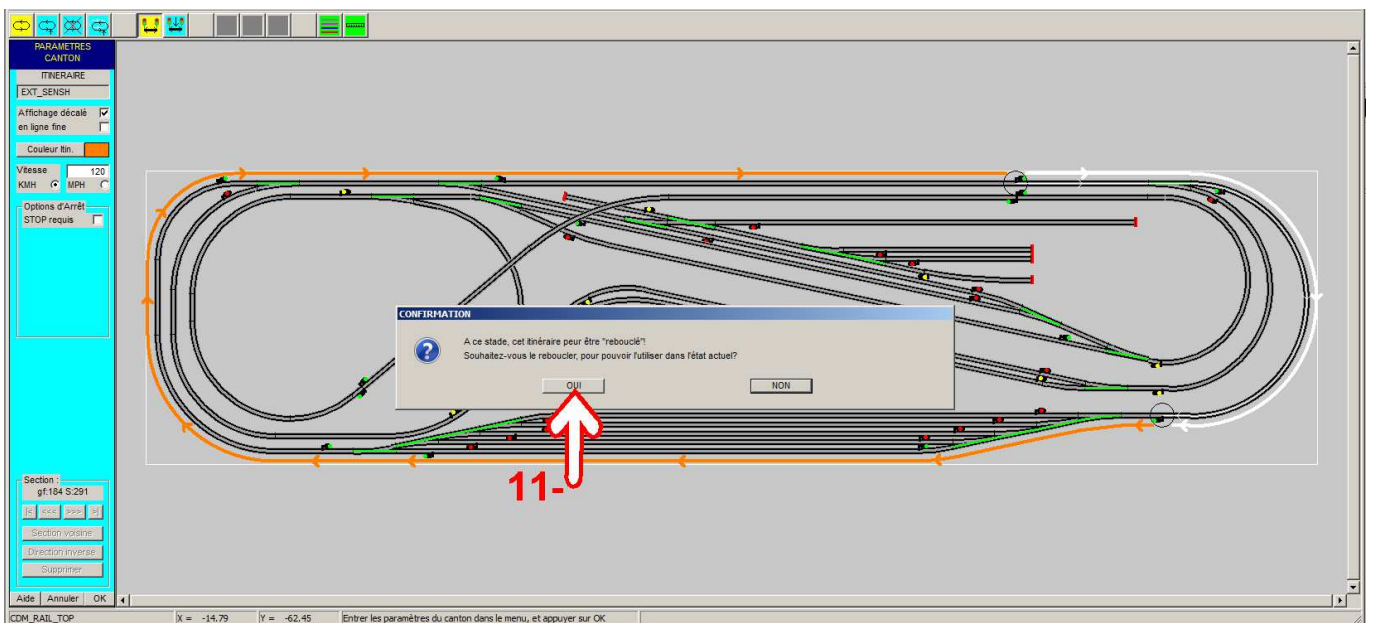 PARAMETRES
CANTON
ITINERAIRE
EXT_SENSH
Affichage décalé
en ligne fine
Couleur Itin.
Vitesse 120
KMH MPH
Options d'Arrêt
STOP requis
CONFIRMATION
A ce stade, cet itinéraire peur être "rebouclé"!
Souhaitez-vous le reboucler, pour pouvoir l'utiliser dans l'état actuel?
OUI NON
11-
Section :
gf:184 S:291
|< <<< >>> >|
Section voisine
Direction inverse
Supprimer
Aide Annuler OK
CDM_RAIL_TOP X = -14.79 Y = -62.45 Entrer les paramètres du canton dans le menu, et appuyer sur OK